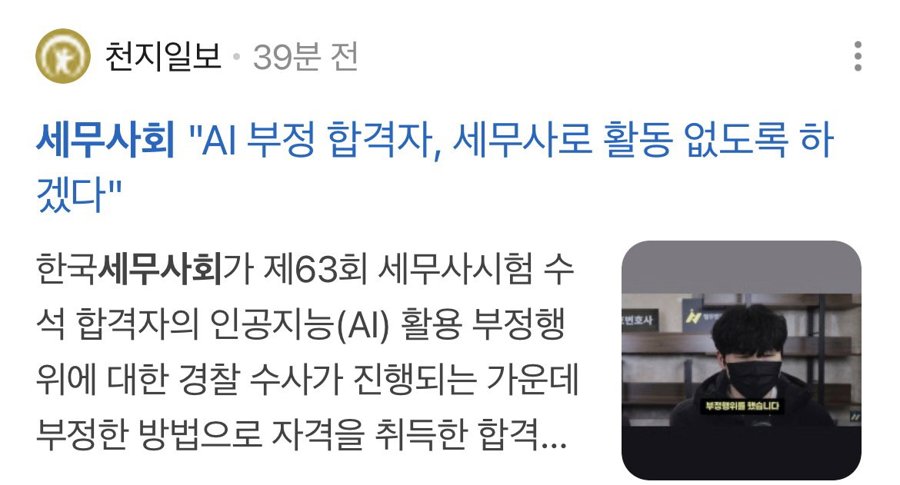 천지일보 • 39분 전
세무사회 "AI 부정 합격자, 세무사로 활동 없도록 하
겠다"
한국세무사회가 제63회 세무사시험 수
석 합격자의 인공지능(AI) 활용 부정행
위에 대한 경찰 수사가 진행되는 가운데
부정한 방법으로 자격을 취득한 합격...
변호사
부정행위를 했습니다